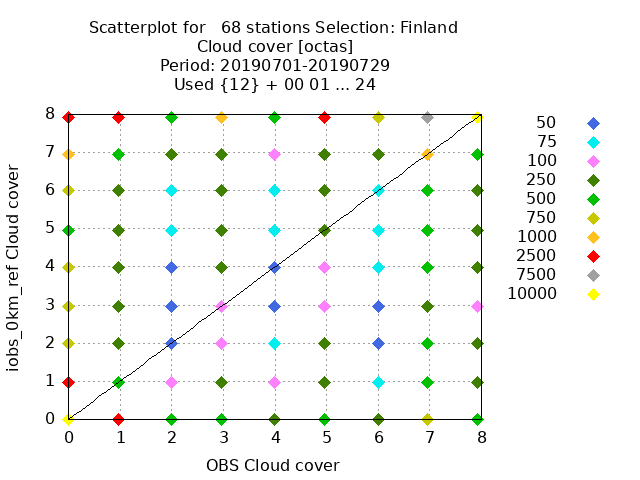 Scatterplot for   68 stations Selection: Finland
Cloud cover [octas]
Period: 20190701-20190729
Used {12} + 00 01 ... 24
iobs_0km_ref Cloud cover
8
7
6
5
4
3
2
1
0
0 1 2 3 4 5 6 7 8
OBS Cloud cover
50
75
100
250
500
750
1000
2500
7500
10000